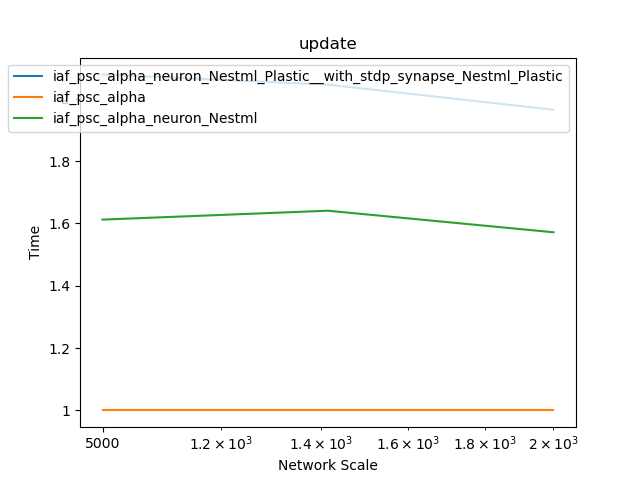 update
iaf_psc_alpha_neuron_Nestml_Plastic__with_stdp_synapse_Nestml_Plastic
iaf_psc_alpha
iaf_psc_alpha_neuron_Nestml
1.8
1.6
1.4
1.2
1
Time
5000 1.2 × 10³ 1.4 × 10³ 1.6 × 10³ 1.8 × 10³ 2 × 10³
Network Scale